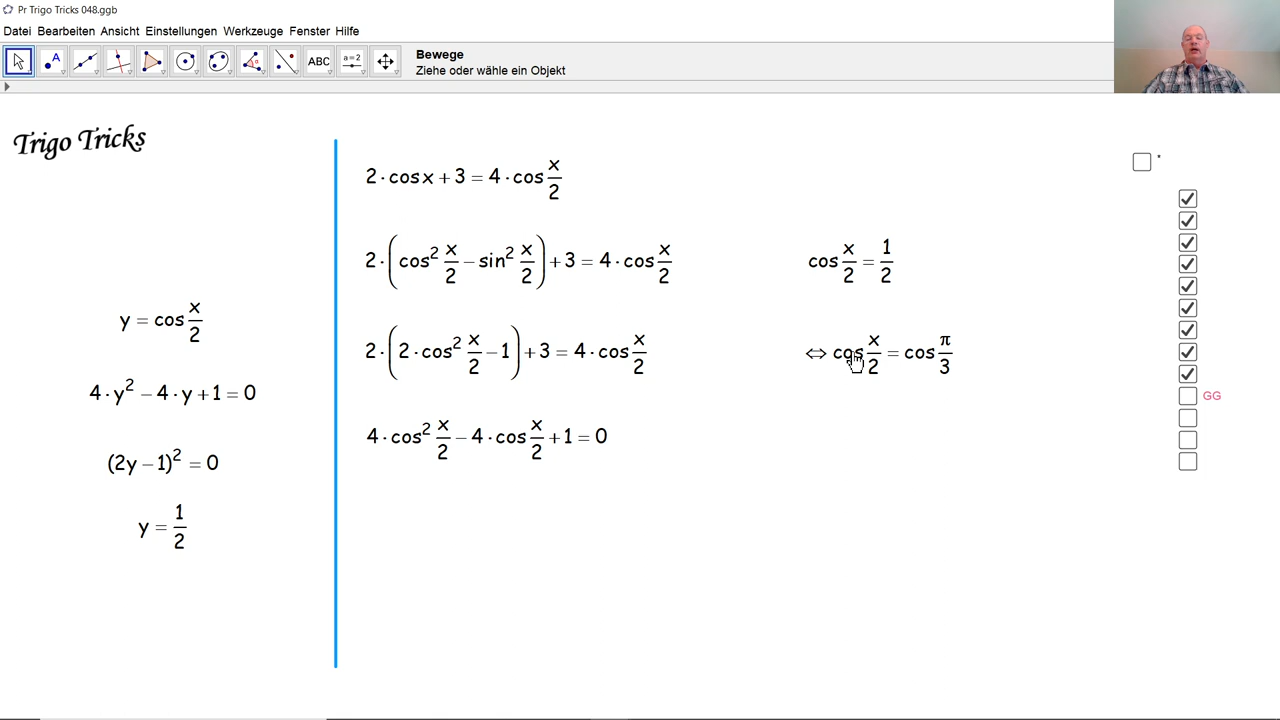 Pr Trigo Tricks 048.ggb
Datei Bearbeiten Ansicht Einstellungen Werkzeuge Fenster Hilfe
A
ABC
a=2
Bewege
Ziehe oder wähle ein Objekt
Trigo Tricks
y = cos x/2
4·y² − 4·y + 1 = 0
(2y − 1)² = 0
y = 1/2
2·cos x + 3 = 4·cos x/2
2·(cos² x/2 − sin² x/2) + 3 = 4·cos x/2
2·(2·cos² x/2 − 1) + 3 = 4·cos x/2
4·cos² x/2 − 4·cos x/2 + 1 = 0
cos x/2 = 1/2
⇔ cos x/2 = cos π/3
GG